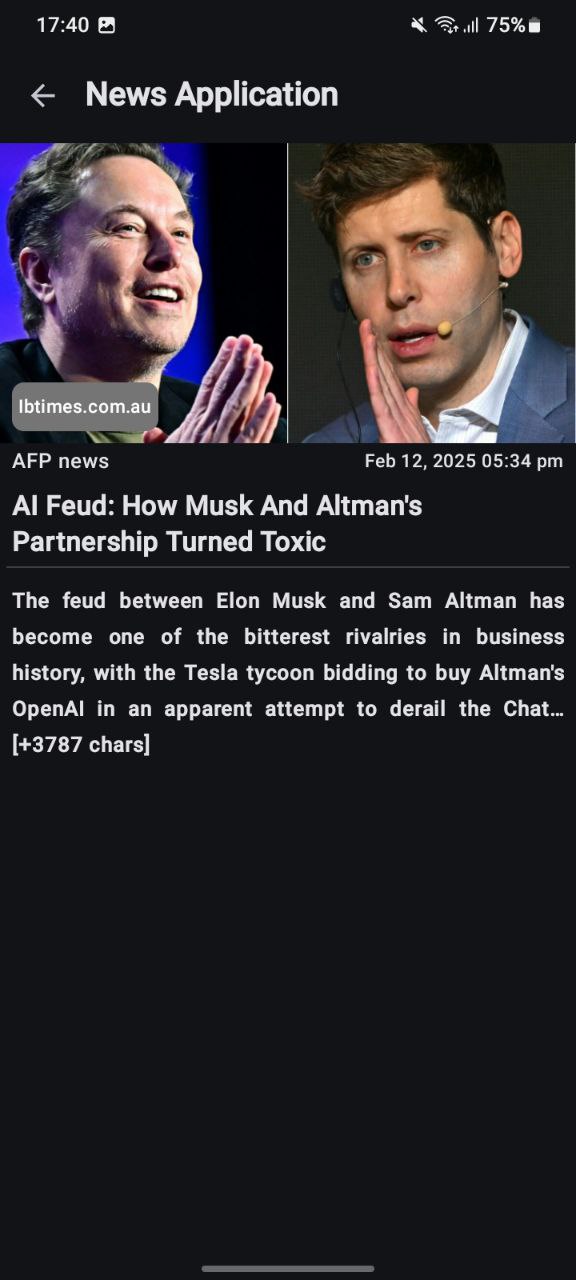 17:40
75%
News Application
Ibtimes.com.au
AFP news
Feb 12, 2025 05:34 pm
AI Feud: How Musk And Altman's
Partnership Turned Toxic
The feud between Elon Musk and Sam Altman has
become one of the bitterest rivalries in business
history, with the Tesla tycoon bidding to buy Altman's
OpenAI in an apparent attempt to derail the Chat…
[+3787 chars]